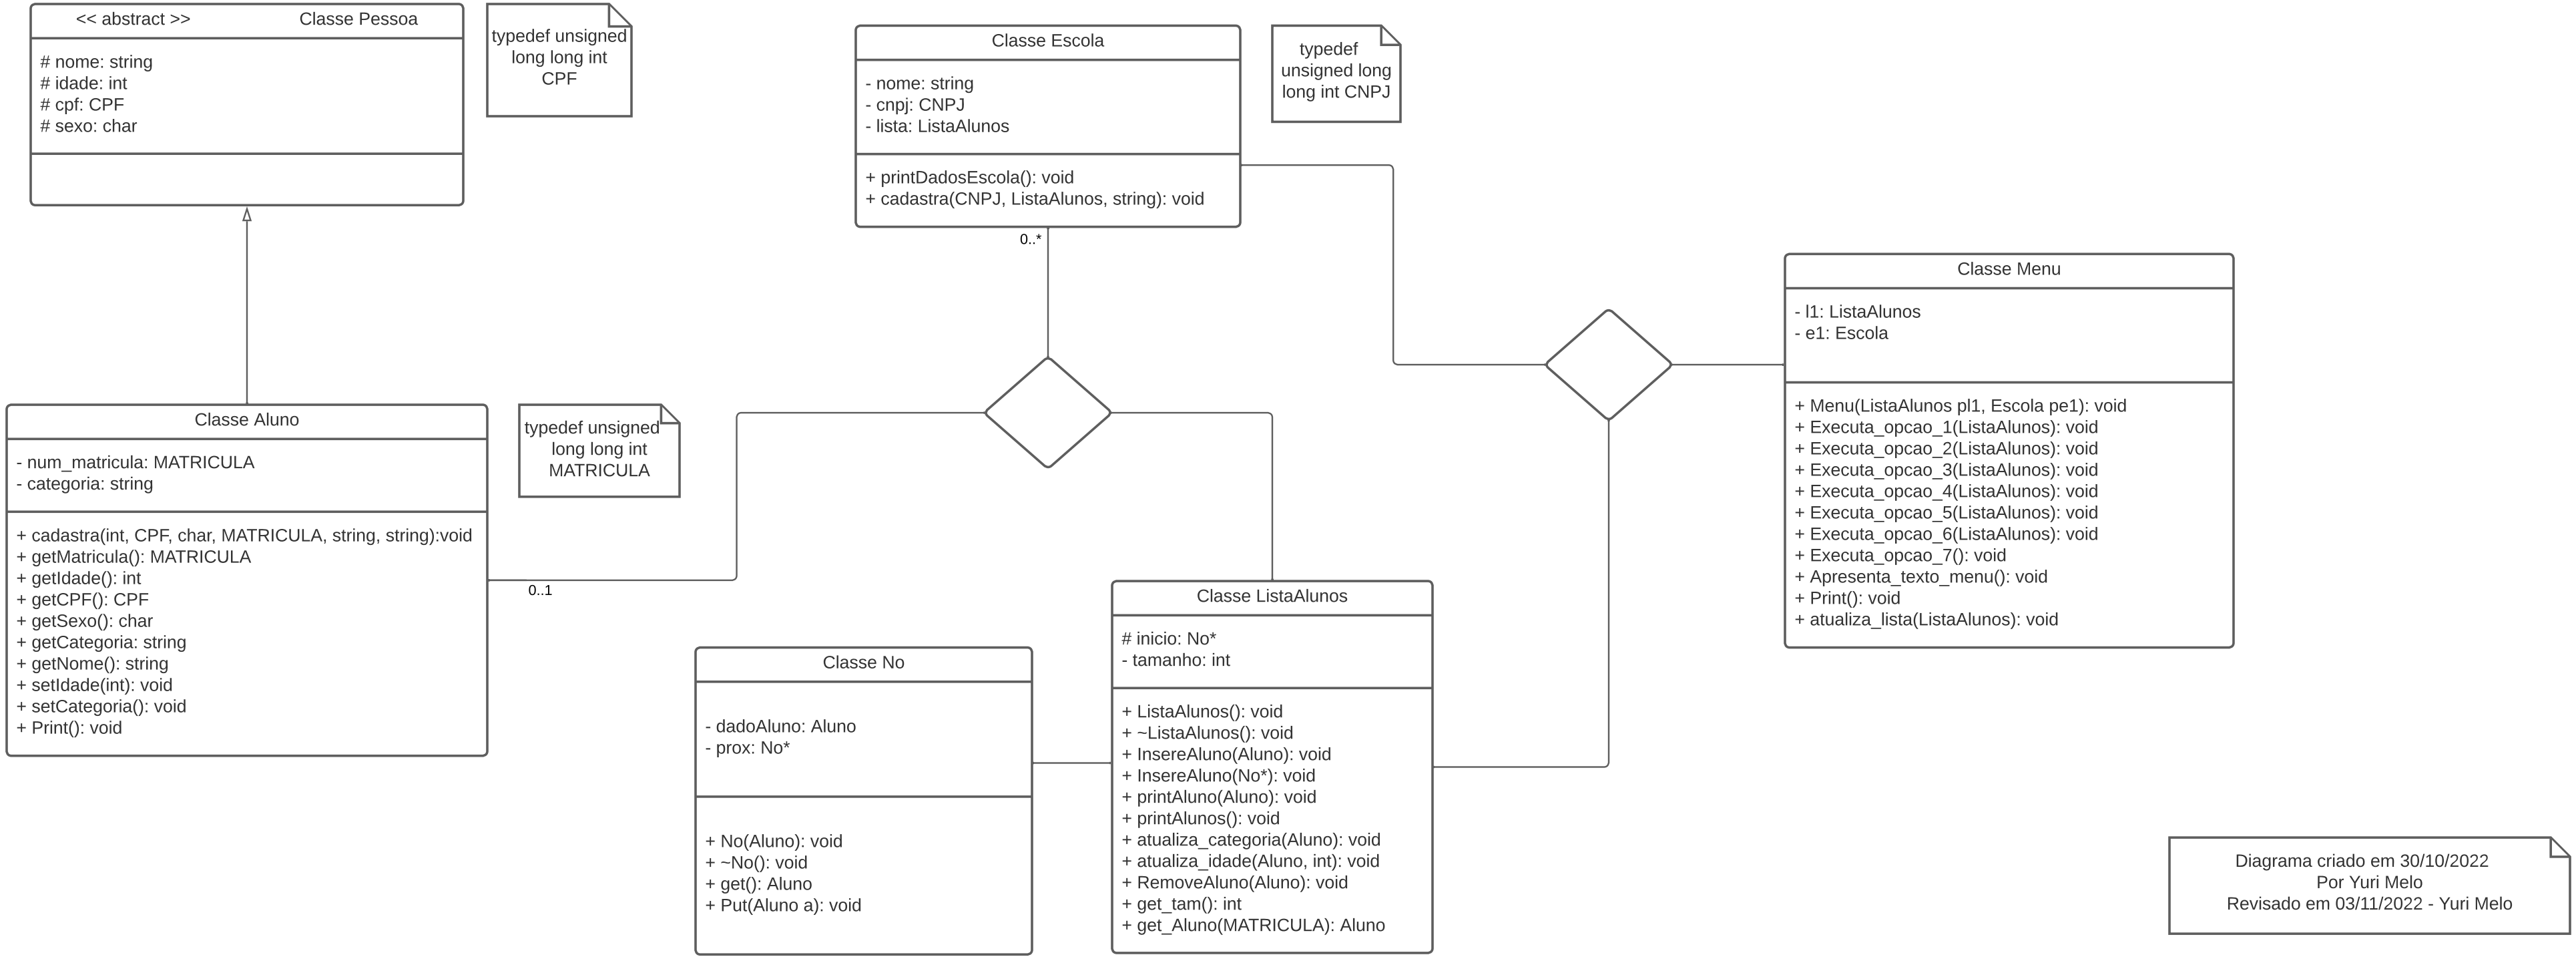 << abstract >> Classe Pessoa
# nome: string
# idade: int
# cpf: CPF
# sexo: char
typedef unsigned
long long int
CPF
Classe Escola
- nome: string
- cnpj: CNPJ
- lista: ListaAlunos
+ printDadosEscola(): void
+ cadastra(CNPJ, ListaAlunos, string): void
0..*
typedef
unsigned long
long int CNPJ
Classe Menu
- l1: ListaAlunos
- e1: Escola
+ Menu(ListaAlunos pl1, Escola pe1): void
+ Executa_opcao_1(ListaAlunos): void
+ Executa_opcao_2(ListaAlunos): void
+ Executa_opcao_3(ListaAlunos): void
+ Executa_opcao_4(ListaAlunos): void
+ Executa_opcao_5(ListaAlunos): void
+ Executa_opcao_6(ListaAlunos): void
+ Executa_opcao_7(): void
+ Apresenta_texto_menu(): void
+ Print(): void
+ atualiza_lista(ListaAlunos): void
Classe Aluno
- num_matricula: MATRICULA
- categoria: string
+ cadastra(int, CPF, char, MATRICULA, string, string):void
+ getMatricula(): MATRICULA
+ getIdade(): int
+ getCPF(): CPF
+ getSexo(): char
+ getCategoria: string
+ getNome(): string
+ setIdade(int): void
+ setCategoria(): void
+ Print(): void
typedef unsigned
long long int
MATRICULA
0..1
Classe No
- dadoAluno: Aluno
- prox: No*
+ No(Aluno): void
+ ~No(): void
+ get(): Aluno
+ Put(Aluno a): void
Classe ListaAlunos
# inicio: No*
- tamanho: int
+ ListaAlunos(): void
+ ~ListaAlunos(): void
+ InsereAluno(Aluno): void
+ InsereAluno(No*): void
+ printAluno(Aluno): void
+ printAlunos(): void
+ atualiza_categoria(Aluno): void
+ atualiza_idade(Aluno, int): void
+ RemoveAluno(Aluno): void
+ get_tam(): int
+ get_Aluno(MATRICULA): Aluno
Diagrama criado em 30/10/2022
Por Yuri Melo
Revisado em 03/11/2022 - Yuri Melo